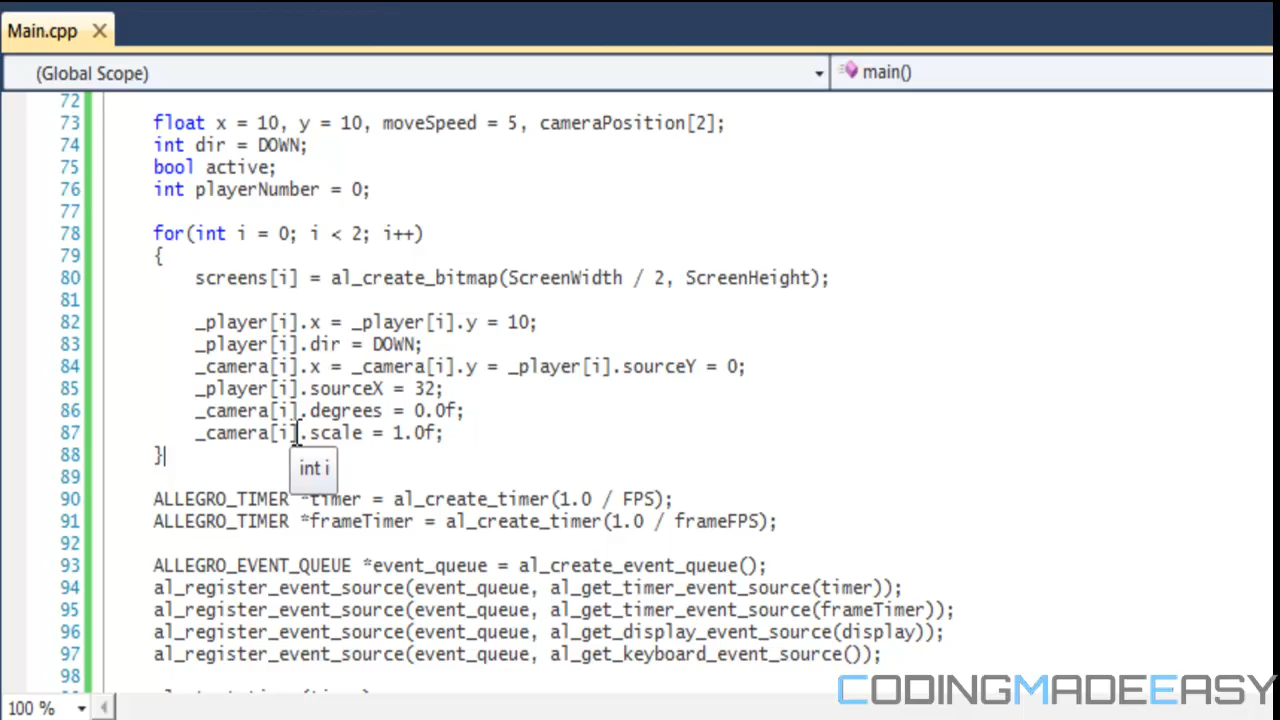 Main.cpp
(Global Scope) main()
72
73 float x = 10, y = 10, moveSpeed = 5, cameraPosition[2];
74 int dir = DOWN;
75 bool active;
76 int playerNumber = 0;
77
78 for(int i = 0; i < 2; i++)
79 {
80 screens[i] = al_create_bitmap(ScreenWidth / 2, ScreenHeight);
81
82 _player[i].x = _player[i].y = 10;
83 _player[i].dir = DOWN;
84 _camera[i].x = _camera[i].y = _player[i].sourceY = 0;
85 _player[i].sourceX = 32;
86 _camera[i].degrees = 0.0f;
87 _camera[i].scale = 1.0f;
88 }
int i
89
90 ALLEGRO_TIMER *timer = al_create_timer(1.0 / FPS);
91 ALLEGRO_TIMER *frameTimer = al_create_timer(1.0 / frameFPS);
92
93 ALLEGRO_EVENT_QUEUE *event_queue = al_create_event_queue();
94 al_register_event_source(event_queue, al_get_timer_event_source(timer));
95 al_register_event_source(event_queue, al_get_timer_event_source(frameTimer));
96 al_register_event_source(event_queue, al_get_display_event_source(display));
97 al_register_event_source(event_queue, al_get_keyboard_event_source());
98
CODINGMADEEASY
100 %